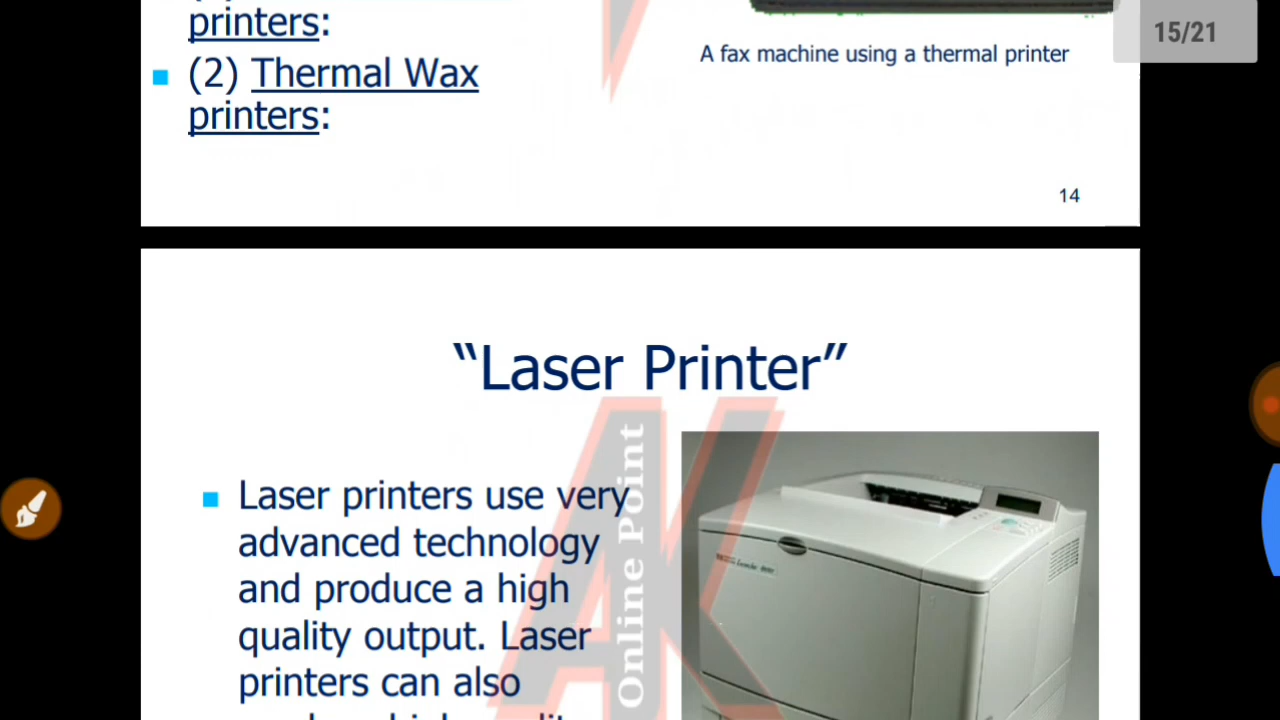 printers:
(2) Thermal Wax
printers:
A fax machine using a thermal printer
15/21
14
“Laser Printer”
Laser printers use very
advanced technology
and produce a high
quality output. Laser
printers can also
AK
Online Point